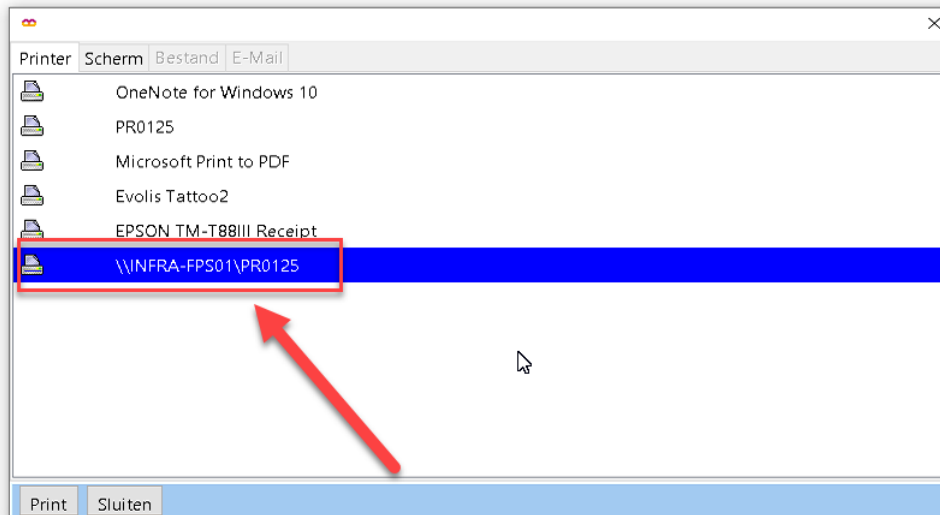 Printer Scherm Bestand E-Mail
OneNote for Windows 10
PR0125
Microsoft Print to PDF
Evolis Tattoo2
EPSON TM-T88III Receipt
\\INFRA-FPS01\PR0125
Print Sluiten